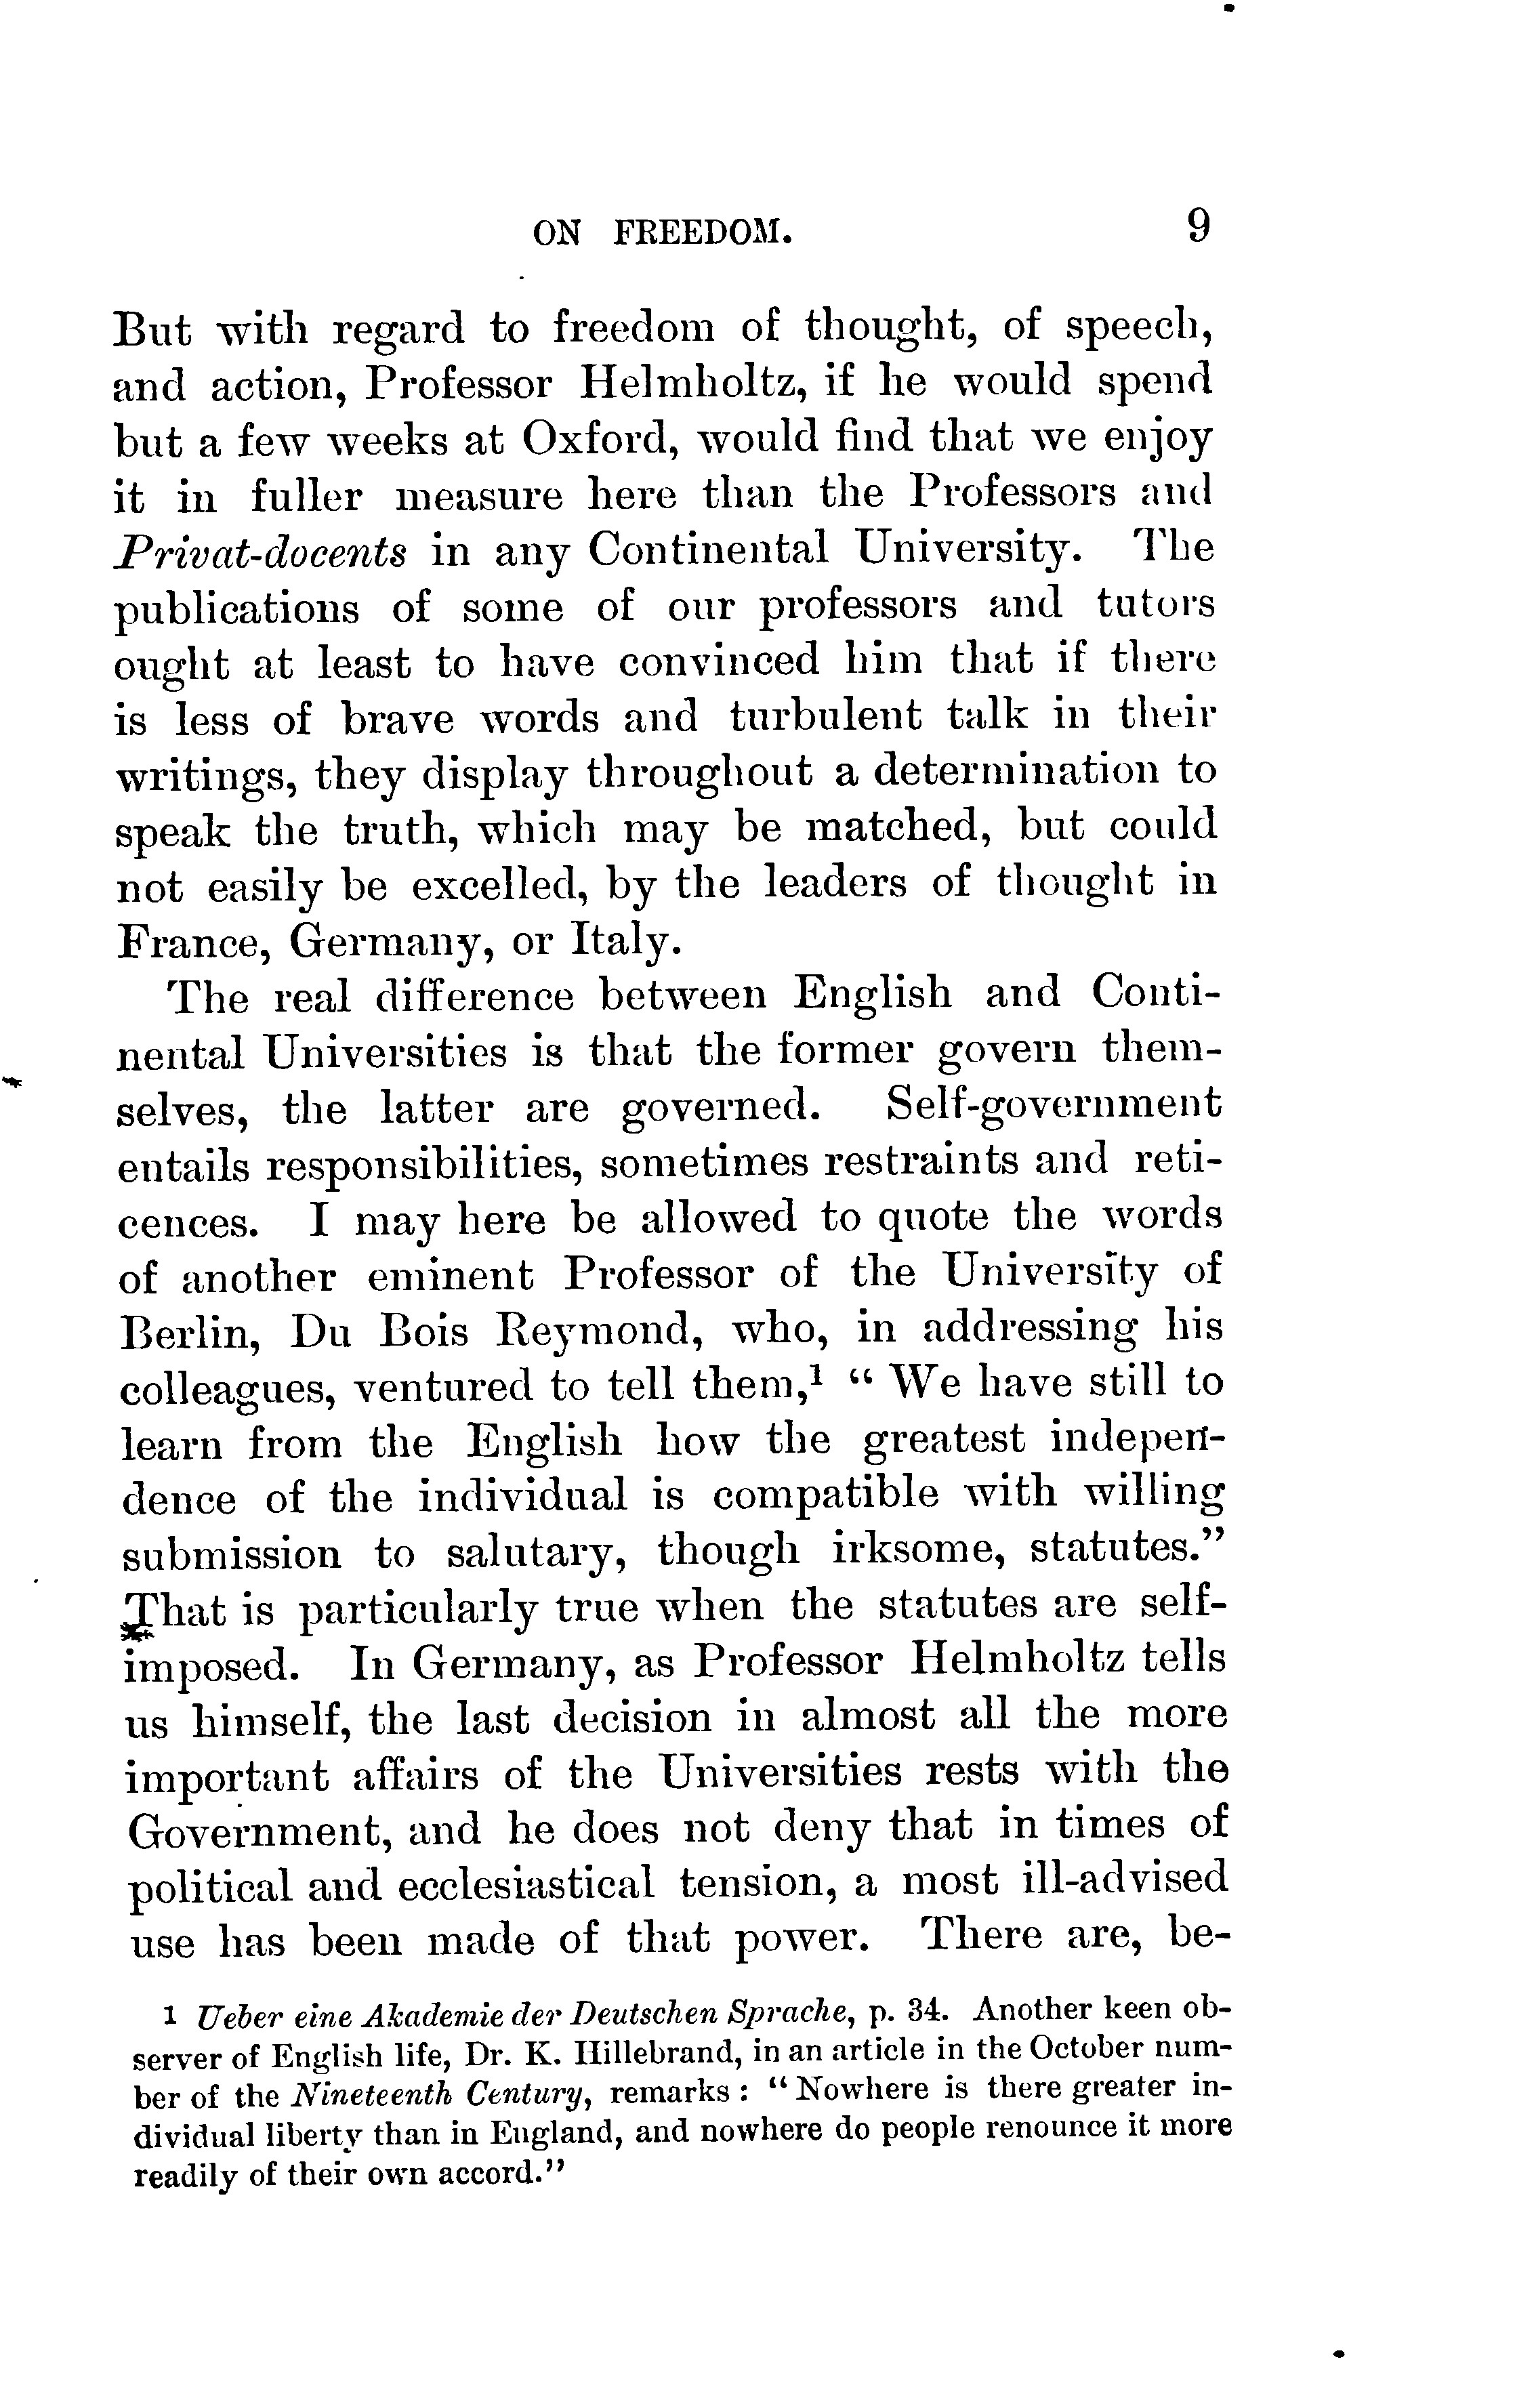 ON FREEDOM. 9
But with regard to freedom of thought, of speech,
and action, Professor Helmholtz, if he would spend
but a few weeks at Oxford, would find that we enjoy
it in fuller measure here than the Professors and
Privat-docents in any Continental University. The
publications of some of our professors and tutors
ought at least to have convinced him that if there
is less of brave words and turbulent talk in their
writings, they display throughout a determination to
speak the truth, which may be matched, but could
not easily be excelled, by the leaders of thought in
France, Germany, or Italy.
The real difference between English and Conti-
nental Universities is that the former govern them-
selves, the latter are governed. Self-government
entails responsibilities, sometimes restraints and reti-
cences. I may here be allowed to quote the words
of another eminent Professor of the University of
Berlin, Du Bois Reymond, who, in addressing his
colleagues, ventured to tell them,¹ “ We have still to
learn from the English how the greatest indepen-
dence of the individual is compatible with willing
submission to salutary, though irksome, statutes.”
That is particularly true when the statutes are self-
imposed. In Germany, as Professor Helmholtz tells
us himself, the last decision in almost all the more
important affairs of the Universities rests with the
Government, and he does not deny that in times of
political and ecclesiastical tension, a most ill-advised
use has been made of that power. There are, be-
1 Ueber eine Akademie der Deutschen Sprache, p. 34. Another keen ob-
server of English life, Dr. K. Hillebrand, in an article in the October num-
ber of the Nineteenth Century, remarks : “ Nowhere is there greater in-
dividual liberty than in England, and nowhere do people renounce it more
readily of their own accord.”